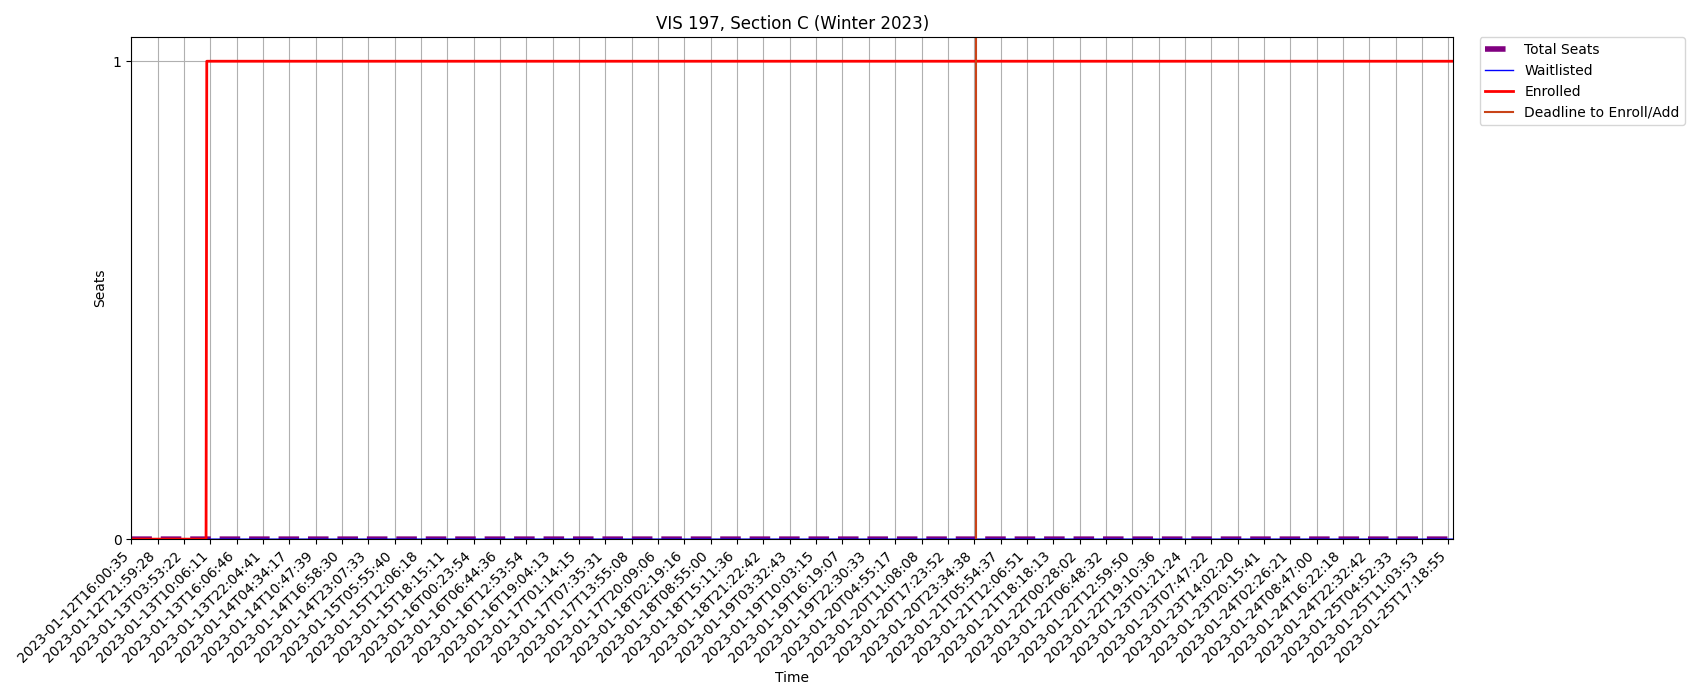 VIS 197, Section C (Winter 2023)
Total Seats
Waitlisted
Enrolled
Deadline to Enroll/Add
Seats
1
0
2023-01-12T16:00:35
2023-01-12T21:59:28
2023-01-13T03:53:22
2023-01-13T10:06:11
2023-01-13T16:06:46
2023-01-13T22:04:41
2023-01-14T04:34:17
2023-01-14T10:47:39
2023-01-14T16:58:30
2023-01-14T23:07:33
2023-01-15T05:55:40
2023-01-15T12:06:18
2023-01-15T18:15:11
2023-01-16T00:23:54
2023-01-16T06:44:36
2023-01-16T12:53:54
2023-01-16T19:04:13
2023-01-17T01:14:15
2023-01-17T07:35:31
2023-01-17T13:55:08
2023-01-17T20:09:06
2023-01-18T02:19:16
2023-01-18T08:55:00
2023-01-18T15:11:36
2023-01-18T21:22:42
2023-01-19T03:32:43
2023-01-19T10:03:15
2023-01-19T16:19:07
2023-01-19T22:30:33
2023-01-20T04:55:17
2023-01-20T11:08:08
2023-01-20T17:23:52
2023-01-20T23:34:38
2023-01-21T05:54:37
2023-01-21T12:06:51
2023-01-21T18:18:13
2023-01-22T00:28:02
2023-01-22T06:48:32
2023-01-22T12:59:50
2023-01-22T19:10:36
2023-01-23T01:21:24
2023-01-23T07:47:22
2023-01-23T14:02:20
2023-01-23T20:15:41
2023-01-24T02:26:21
2023-01-24T08:47:00
2023-01-24T16:22:18
2023-01-24T22:32:42
2023-01-25T04:52:33
2023-01-25T11:03:53
2023-01-25T17:18:55
Time